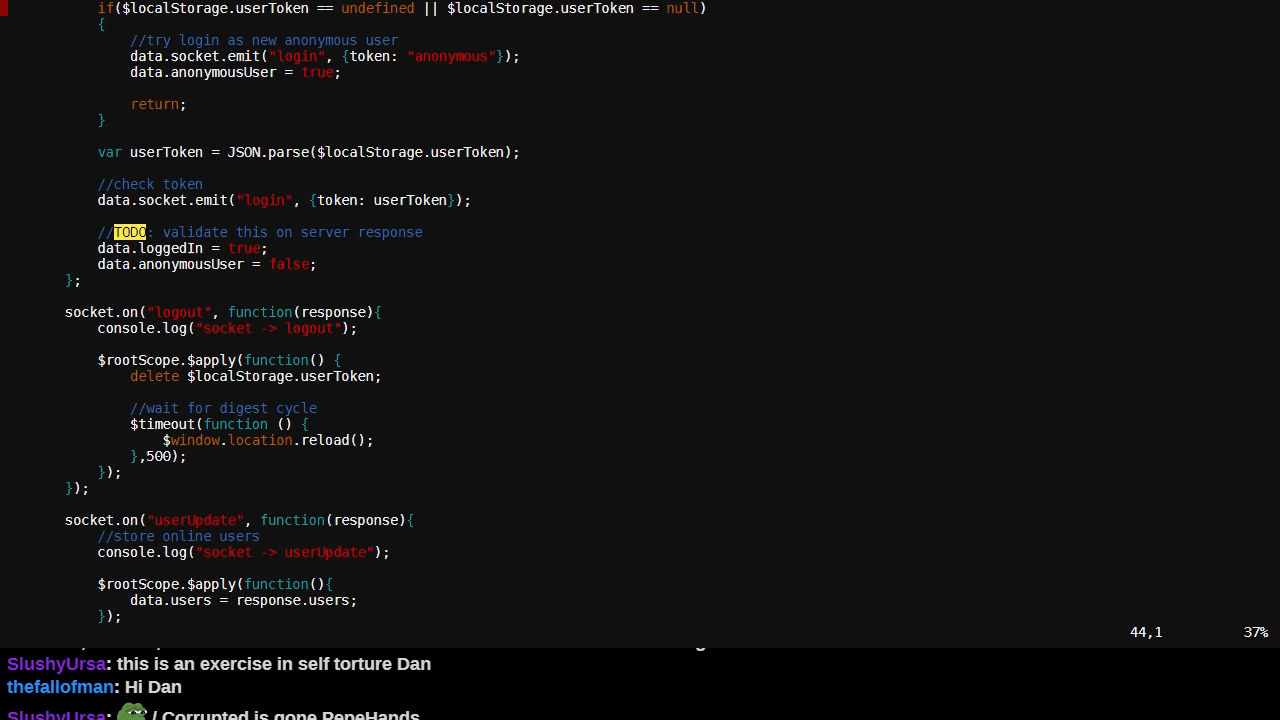 if($localStorage.userToken == undefined || $localStorage.userToken == null)
{
//try login as new anonymous user
data.socket.emit("login", {token: "anonymous"});
data.anonymousUser = true;
return;
}
var userToken = JSON.parse($localStorage.userToken);
//check token
data.socket.emit("login", {token: userToken});
//TODO: validate this on server response
data.loggedIn = true;
data.anonymousUser = false;
};
socket.on("logout", function(response){
console.log("socket -> logout");
$rootScope.$apply(function() {
delete $localStorage.userToken;
//wait for digest cycle
$timeout(function () {
$window.location.reload();
},500);
});
});
socket.on("userUpdate", function(response){
//store online users
console.log("socket -> userUpdate");
$rootScope.$apply(function(){
data.users = response.users;
});
44,1 37%
SlushyUrsa: this is an exercise in self torture Dan
thefallofman: Hi Dan
SlushyUrsa: / Corrupted is gone PepeHands